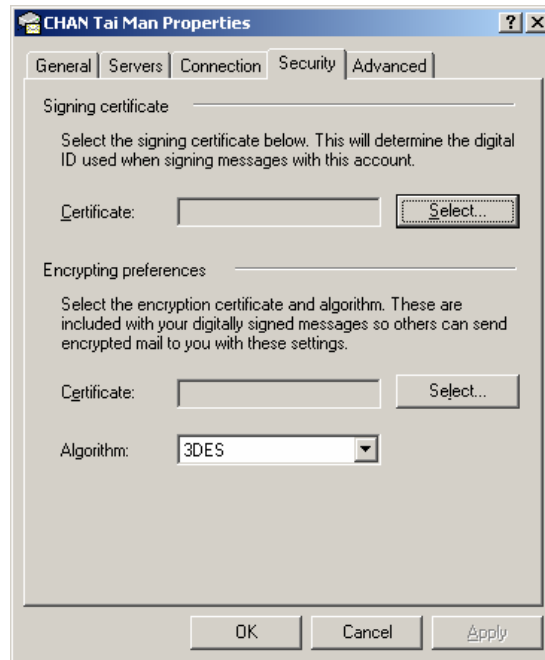 CHAN Tai Man Properties
General Servers Connection Security Advanced
Signing certificate
Select the signing certificate below. This will determine the digital
ID used when signing messages with this account.
Certificate: Select...
Encrypting preferences
Select the encryption certificate and algorithm. These are
included with your digitally signed messages so others can send
encrypted mail to you with these settings.
Certificate: Select...
Algorithm: 3DES
OK Cancel Apply